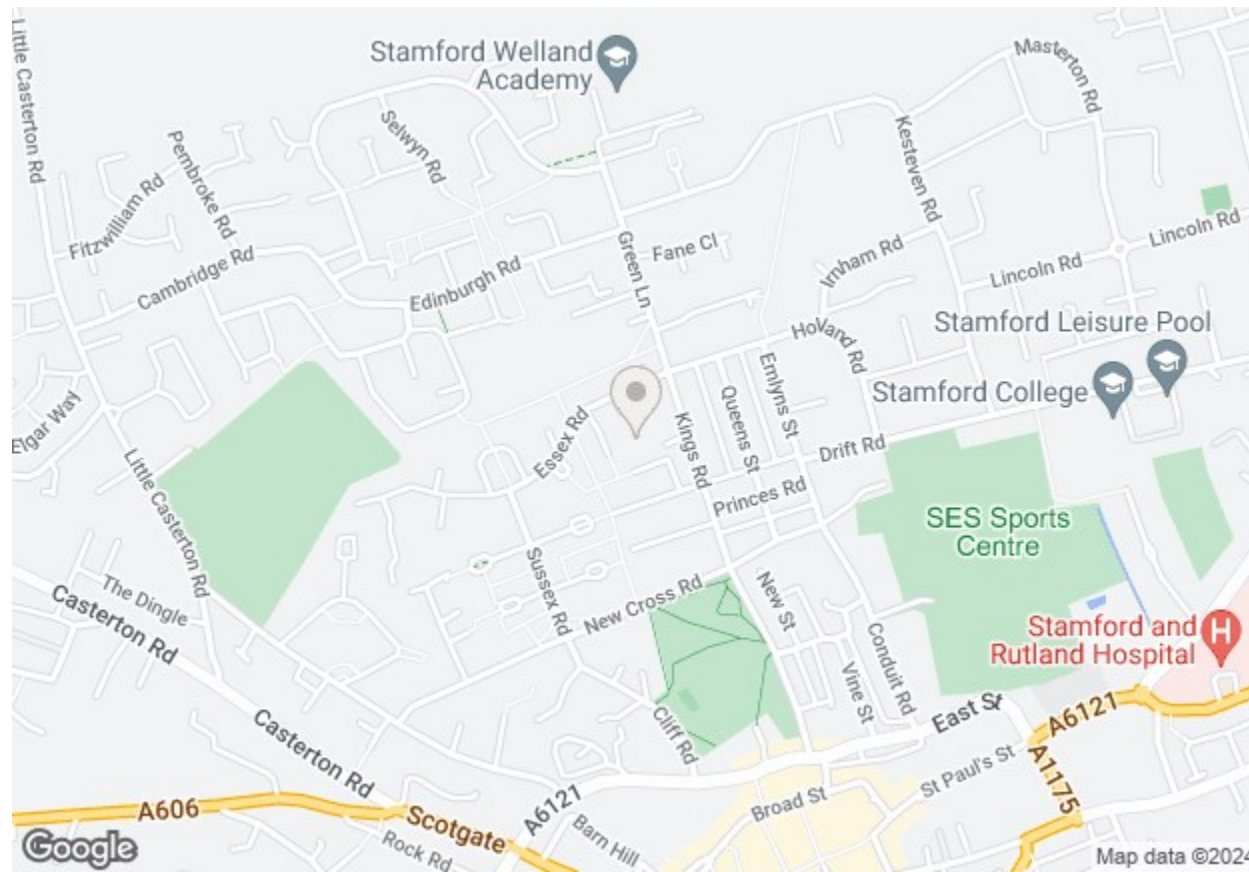 Little Casterton Rd
Stamford Welland
Academy
Masterton Rd
Selwyn Rd
Kesteven Rd
Pembroke Rd
Fitzwilliam Rd
Lincoln Rd
Cambridge Rd
Green Ln
Fane Cl
Irnham Rd
Lincoln Rd
Edinburgh Rd
Holland Rd
Stamford Leisure Pool
Emlyns St
Stamford College
Elgar Way
Queens St
Essex Rd
Kings Rd
Drift Rd
Little Casterton Rd
Princes Rd
SES Sports
Centre
Sussex Rd
The Dingle
New Cross Rd
New St
Casterton Rd
Stamford and
Rutland Hospital
H
Conduit Rd
Vine St
Casterton Rd
Cliff Rd
East St
A6121
St Paul's St
A1175
A606
A6121
Broad St
Scotgate
Barn Hill
Rock Rd
Google
Map data ©2024